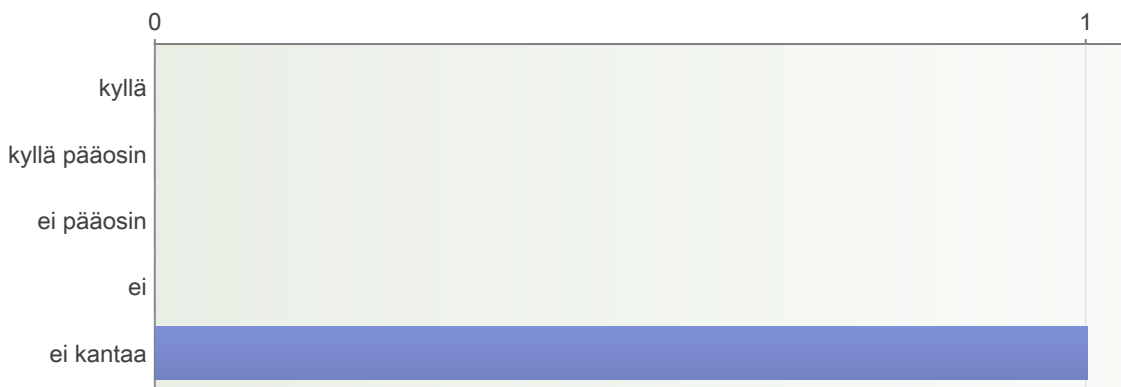 0 1
kyllä
kyllä pääosin
ei pääosin
ei
ei kantaa